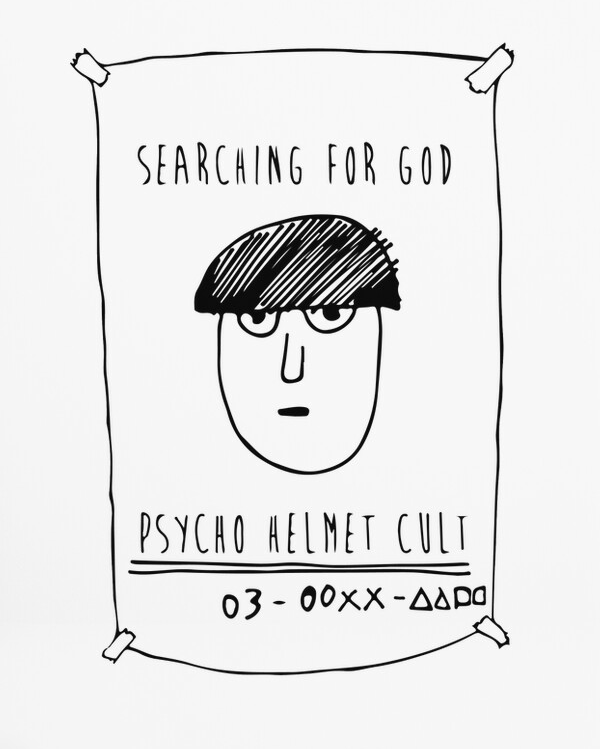 SEARCHING FOR GOD
PSYCHO HELMET CULT
03-00XX-△△□□